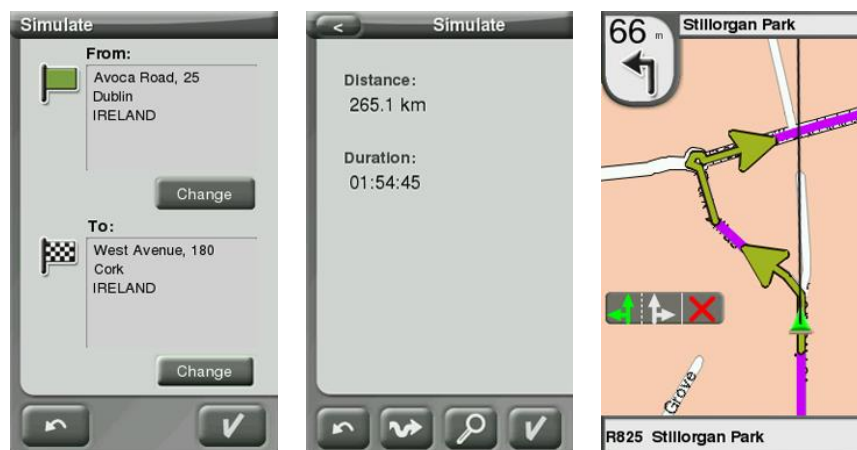 Simulate
From:
Avoca Road, 25
Dublin
IRELAND
Change
To:
West Avenue, 180
Cork
IRELAND
Change
<
Simulate
Distance:
265.1 km
Duration:
01:54:45
66 m
Stillorgan Park
Grove
R825 Stillorgan Park